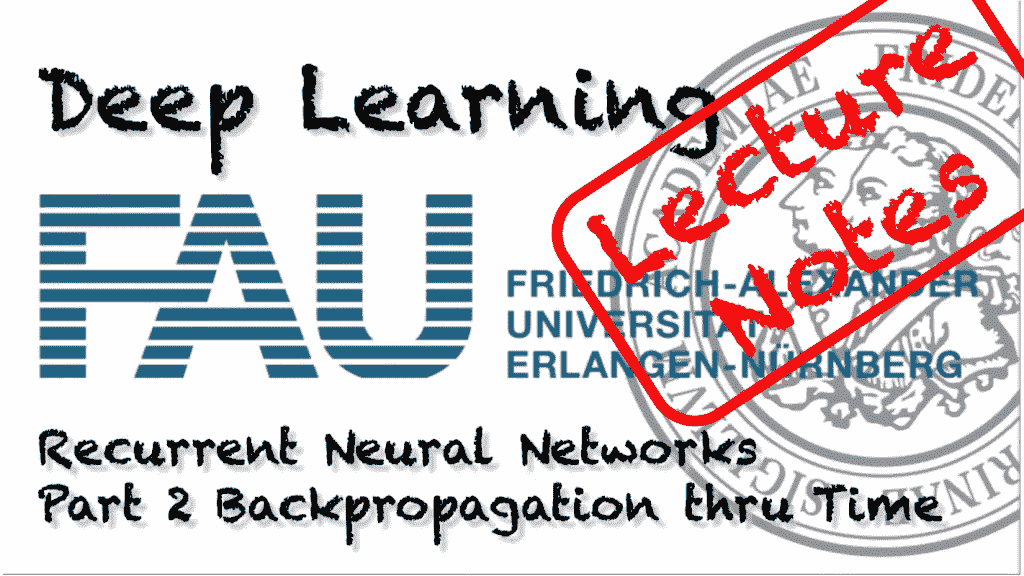 Deep Learning
Lecture
Notes
FAU
FRIEDRICH-ALEXANDER
UNIVERSITÄT
ERLANGEN-NÜRNBERG
Recurrent Neural Networks
Part 2 Backpropagation thru Time